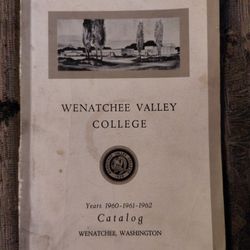 WENATCHEE VALLEY
COLLEGE
Years 1960-1961-1962
Catalog
WENATCHEE, WASHINGTON